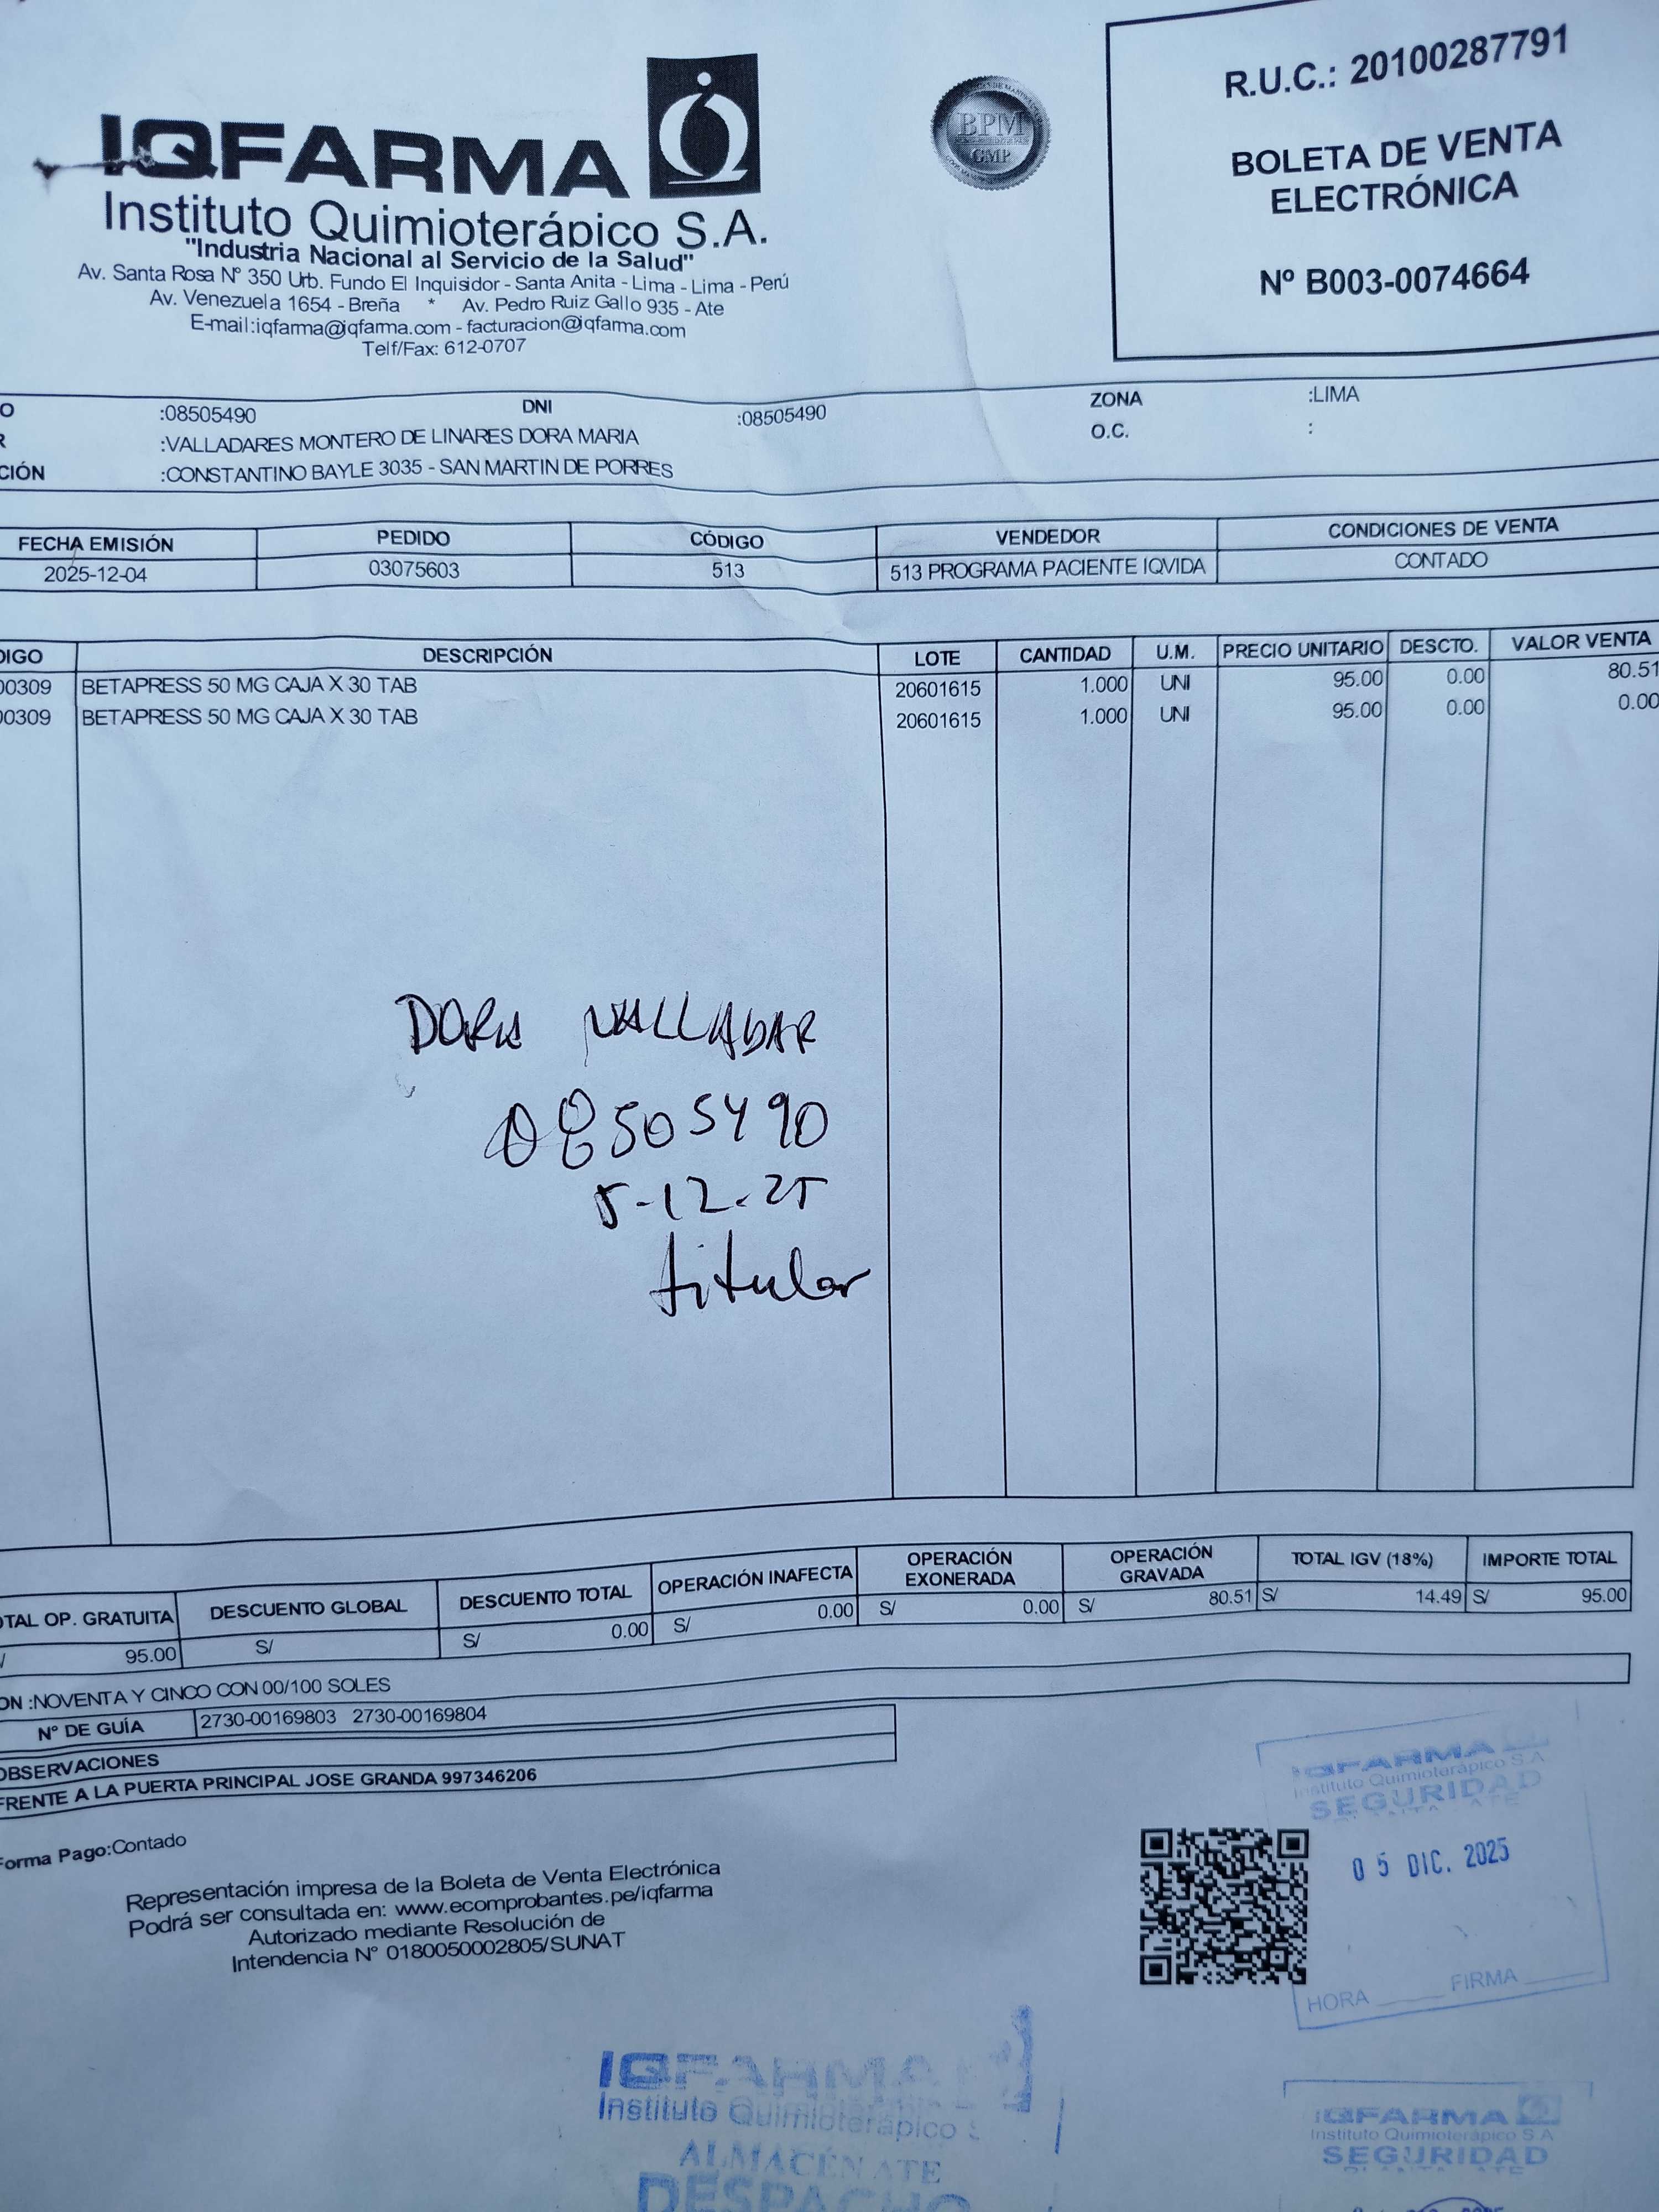 IQFARMA
Instituto Quimioterápico S.A.
"Industria Nacional al Servicio de la Salud"
Av. Santa Rosa Nº 350 Urb. Fundo El Inquisidor - Santa Anita - Lima - Lima - Perú
Av. Venezuela 1654 - Breña * Av. Pedro Ruiz Gallo 935 - Ate
E-mail:iqfarma@iqfarma.com - facturacion@iqfarma.com
Telf/Fax: 612-0707
BPM
GMP
R.U.C.: 20100287791
BOLETA DE VENTA
ELECTRÓNICA
Nº B003-0074664
O :08505490 DNI :08505490 ZONA :LIMA
R :VALLADARES MONTERO DE LINARES DORA MARIA O.C. :
CIÓN :CONSTANTINO BAYLE 3035 - SAN MARTIN DE PORRES
FECHA EMISIÓN PEDIDO CÓDIGO VENDEDOR CONDICIONES DE VENTA
2025-12-04 03075603 513 513 PROGRAMA PACIENTE IQVIDA CONTADO
DIGO DESCRIPCIÓN LOTE CANTIDAD U.M. PRECIO UNITARIO DESCTO. VALOR VENTA
00309 BETAPRESS 50 MG CAJA X 30 TAB 20601615 1.000 UNI 95.00 0.00 80.51
00309 BETAPRESS 50 MG CAJA X 30 TAB 20601615 1.000 UNI 95.00 0.00 0.00
DORA VALLADAR
08505490
5-12-25
titular
OTAL OP. GRATUITA DESCUENTO GLOBAL DESCUENTO TOTAL OPERACIÓN INAFECTA OPERACIÓN EXONERADA OPERACIÓN GRAVADA TOTAL IGV (18%) IMPORTE TOTAL
/ 95.00 S/ S/ 0.00 S/ 0.00 S/ 0.00 S/ 80.51 S/ 14.49 S/ 95.00
ON :NOVENTA Y CINCO CON 00/100 SOLES
Nº DE GUÍA 2730-00169803 2730-00169804
OBSERVACIONES
FRENTE A LA PUERTA PRINCIPAL JOSE GRANDA 997346206
Forma Pago:Contado
Representación impresa de la Boleta de Venta Electrónica
Podrá ser consultada en: www.ecomprobantes.pe/iqfarma
Autorizado mediante Resolución de
Intendencia Nº 0180050002805/SUNAT
IQFARMA
Instituto Quimioterápico S.A
SEGURIDAD
05 DIC. 2025
HORA FIRMA
IQFARMA
Instituto Quimioterápico S
ALMACÉN ATE
DESPACHO
IQFARMA
Instituto Quimioterápico S.A
SEGURIDAD